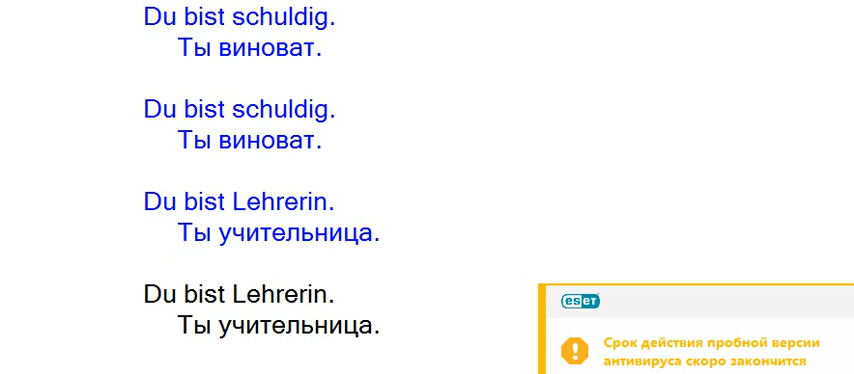 Du bist schuldig.
Ты виноват.
Du bist schuldig.
Ты виноват.
Du bist Lehrerin.
Ты учительница.
Du bist Lehrerin.
Ты учительница.
eseT
Срок действия пробной версии
антивируса скоро закончится